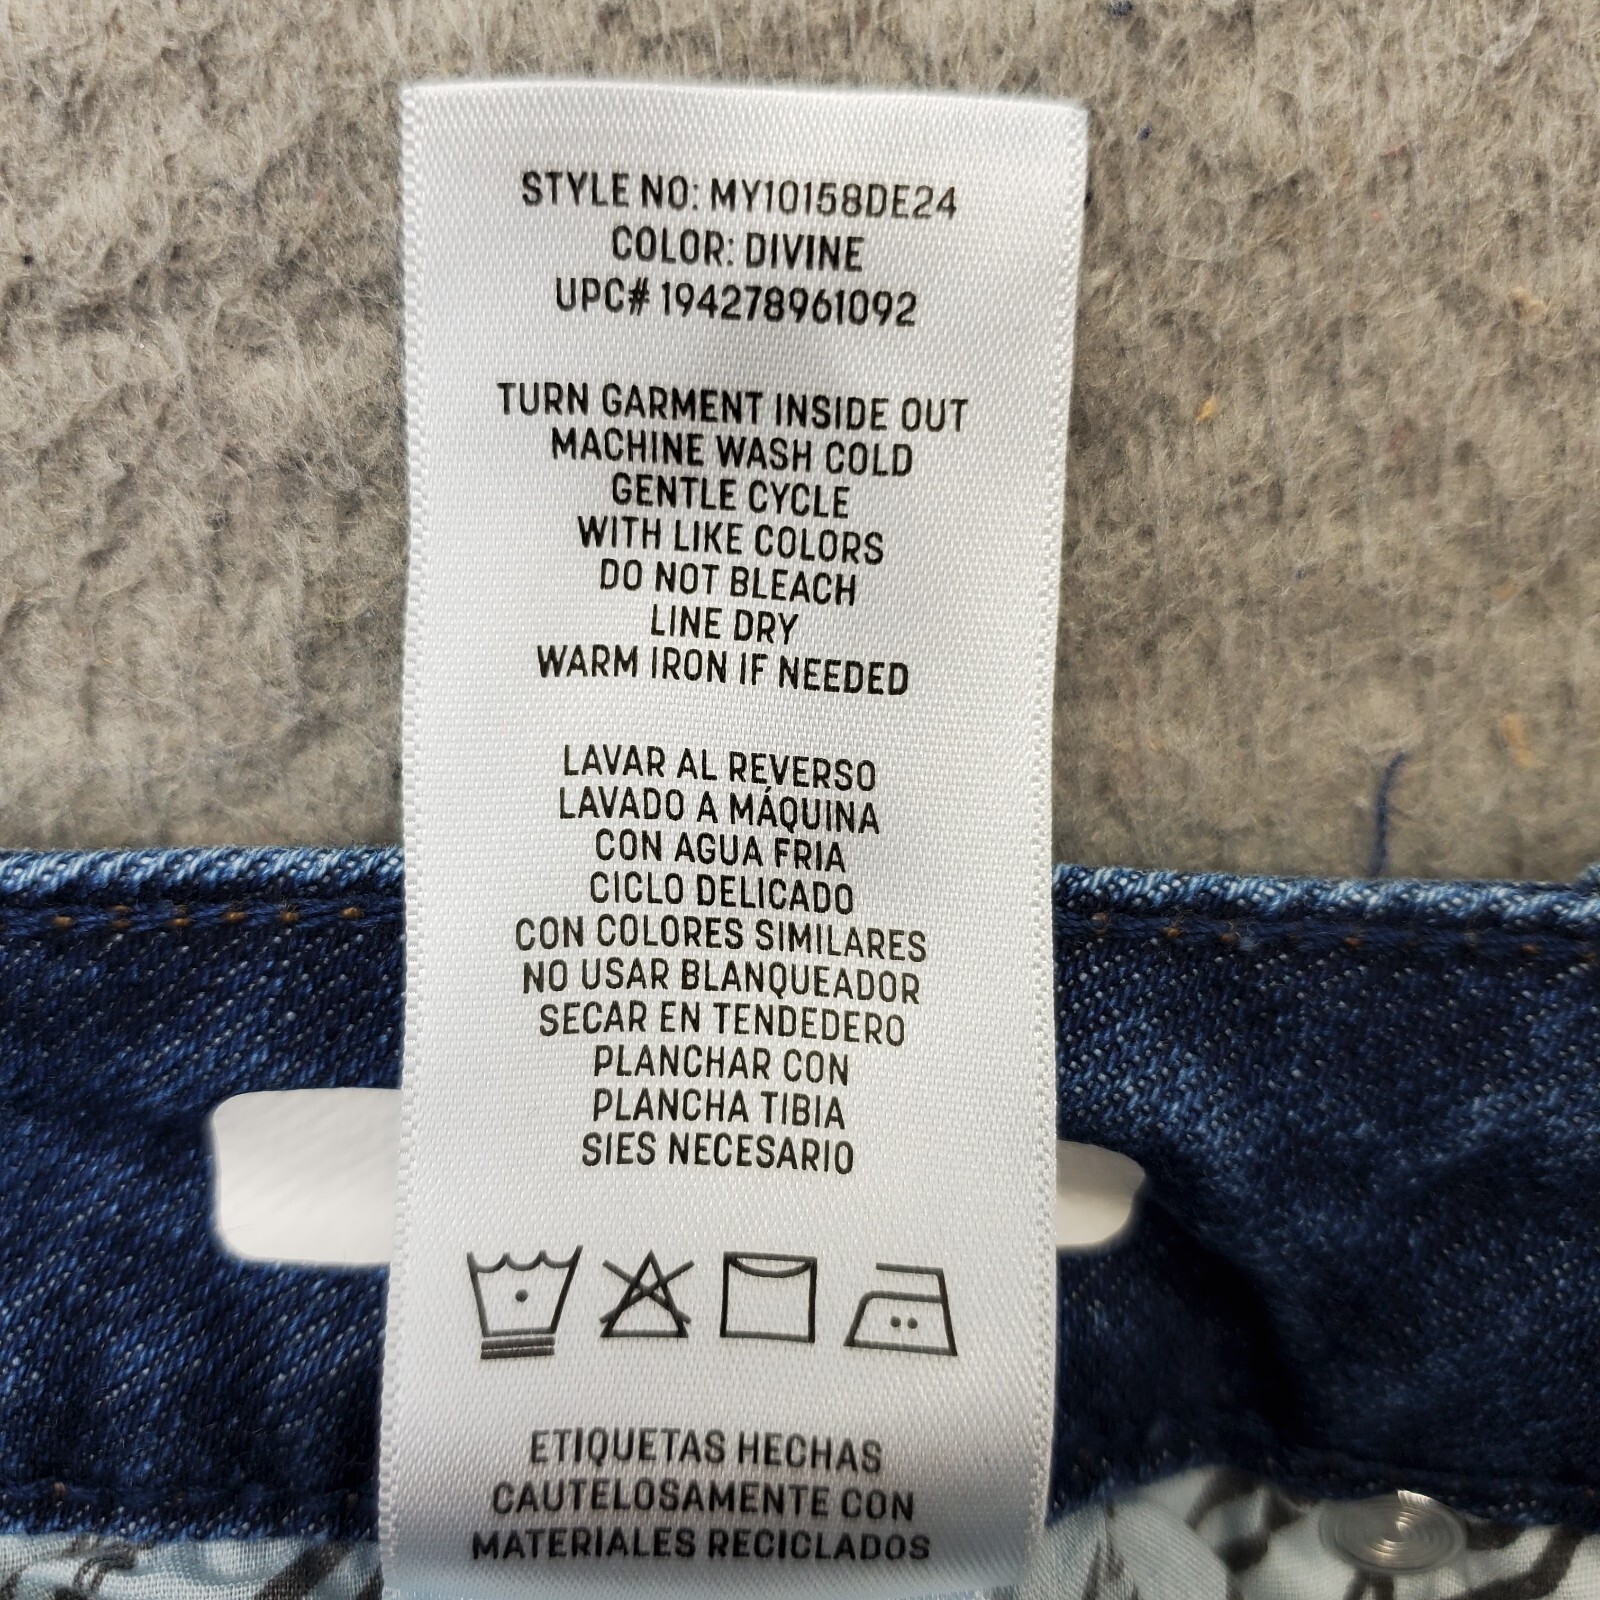 STYLE NO: MY10158DE24
COLOR: DIVINE
UPC# 194278961092
TURN GARMENT INSIDE OUT
MACHINE WASH COLD
GENTLE CYCLE
WITH LIKE COLORS
DO NOT BLEACH
LINE DRY
WARM IRON IF NEEDED
LAVAR AL REVERSO
LAVADO A MÁQUINA
CON AGUA FRIA
CICLO DELICADO
CON COLORES SIMILARES
NO USAR BLANQUEADOR
SECAR EN TENDEDERO
PLANCHAR CON
PLANCHA TIBIA
SIES NECESARIO
ETIQUETAS HECHAS
CAUTELOSAMENTE CON
MATERIALES RECICLADOS